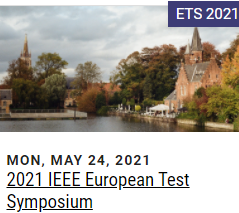 ETS 2021
MON, MAY 24, 2021
2021 IEEE European Test
Symposium